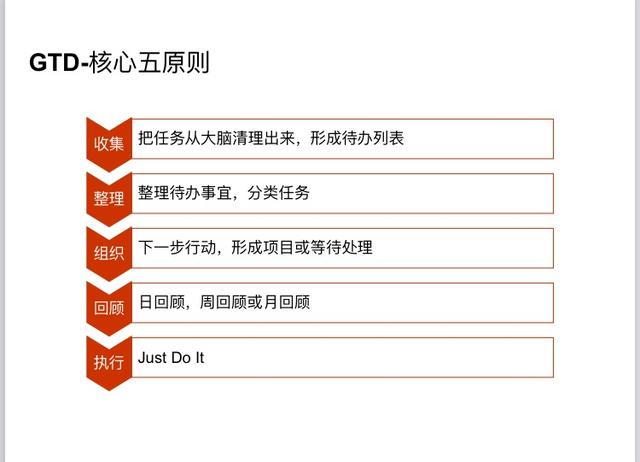 GTD-核心五原则
收集
把任务从大脑清理出来，形成待办列表
整理
整理待办事宜，分类任务
组织
下一步行动，形成项目或等待处理
回顾
日回顾，周回顾或月回顾
执行
Just Do It